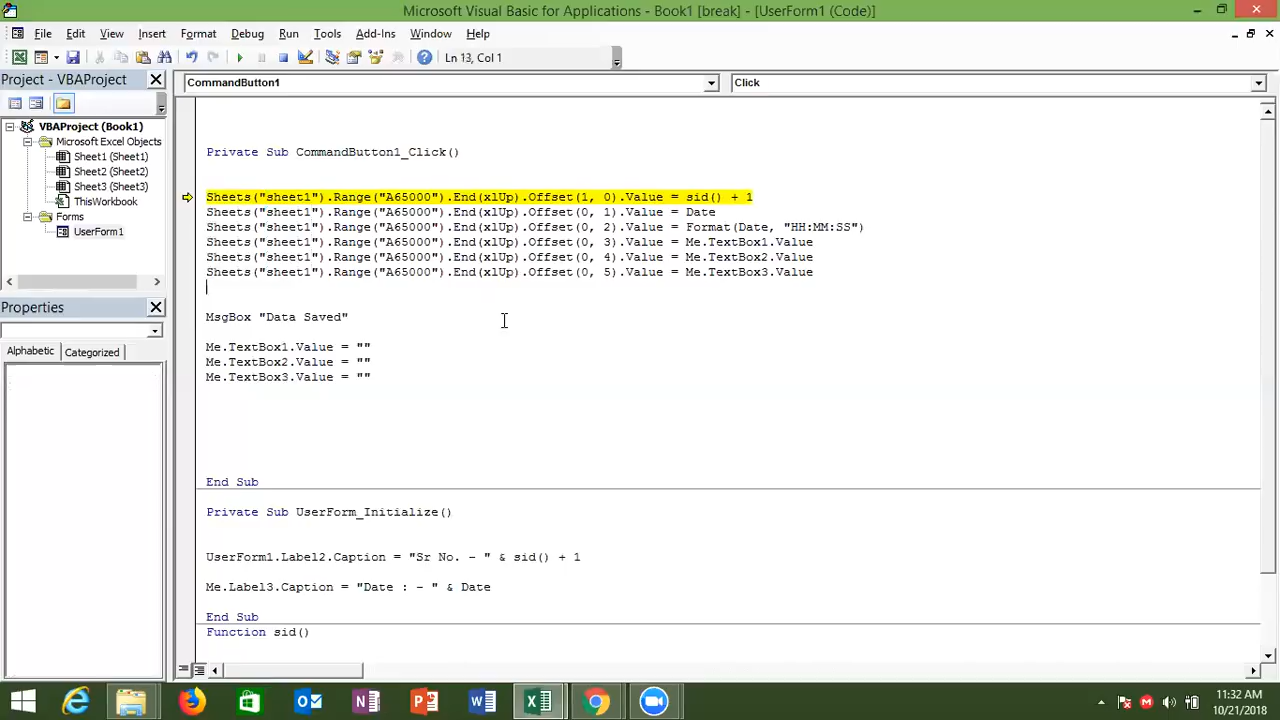 Microsoft Visual Basic for Applications - Book1 [break] - [UserForm1 (Code)]
File Edit View Insert Format Debug Run Tools Add-Ins Window Help
Ln 13, Col 1
Project - VBAProject
CommandButton1
Click
VBAProject (Book1)
Microsoft Excel Objects
Sheet1 (Sheet1)
Sheet2 (Sheet2)
Sheet3 (Sheet3)
ThisWorkbook
Forms
UserForm1
Properties
Alphabetic Categorized
Private Sub CommandButton1_Click()
Sheets("sheet1").Range("A65000").End(xlUp).Offset(1, 0).Value = sid() + 1
Sheets("sheet1").Range("A65000").End(xlUp).Offset(0, 1).Value = Date
Sheets("sheet1").Range("A65000").End(xlUp).Offset(0, 2).Value = Format(Date, "HH:MM:SS")
Sheets("sheet1").Range("A65000").End(xlUp).Offset(0, 3).Value = Me.TextBox1.Value
Sheets("sheet1").Range("A65000").End(xlUp).Offset(0, 4).Value = Me.TextBox2.Value
Sheets("sheet1").Range("A65000").End(xlUp).Offset(0, 5).Value = Me.TextBox3.Value
MsgBox "Data Saved"
Me.TextBox1.Value = ""
Me.TextBox2.Value = ""
Me.TextBox3.Value = ""
End Sub
Private Sub UserForm_Initialize()
UserForm1.Label2.Caption = "Sr No. - " & sid() + 1
Me.Label3.Caption = "Date : - " & Date
End Sub
Function sid()
11:32 AM
10/21/2018